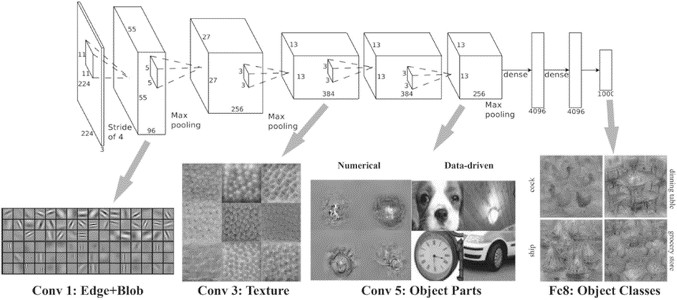 11
11
224
224
3
Stride
of 4
55
55
5
5
96
Max
pooling
27
27
3
3
256
Max
pooling
13
13
3
3
384
13
13
3
3
384
13
13
256
Max
pooling
dense
4096
dense
4096
1000
Numerical
Data-driven
cock
ship
dinning table
grocery store
Conv 1: Edge+Blob
Conv 3: Texture
Conv 5: Object Parts
Fc8: Object Classes